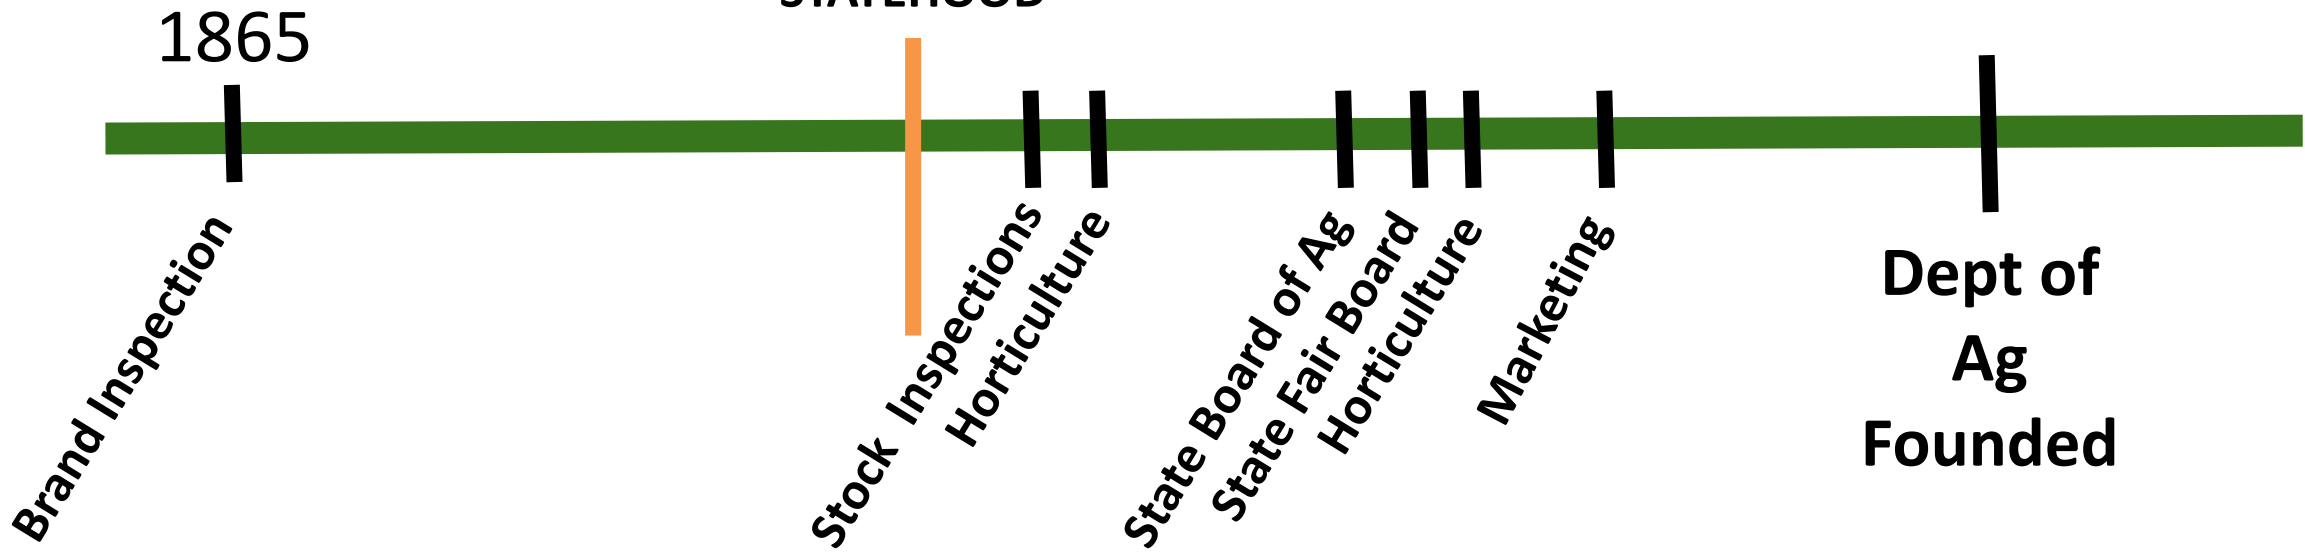 STATEHOOD
1865
Brand Inspection
Stock Inspections
Horticulture
State Board of Ag
State Fair Board
Horticulture
Marketing
Dept of
Ag
Founded